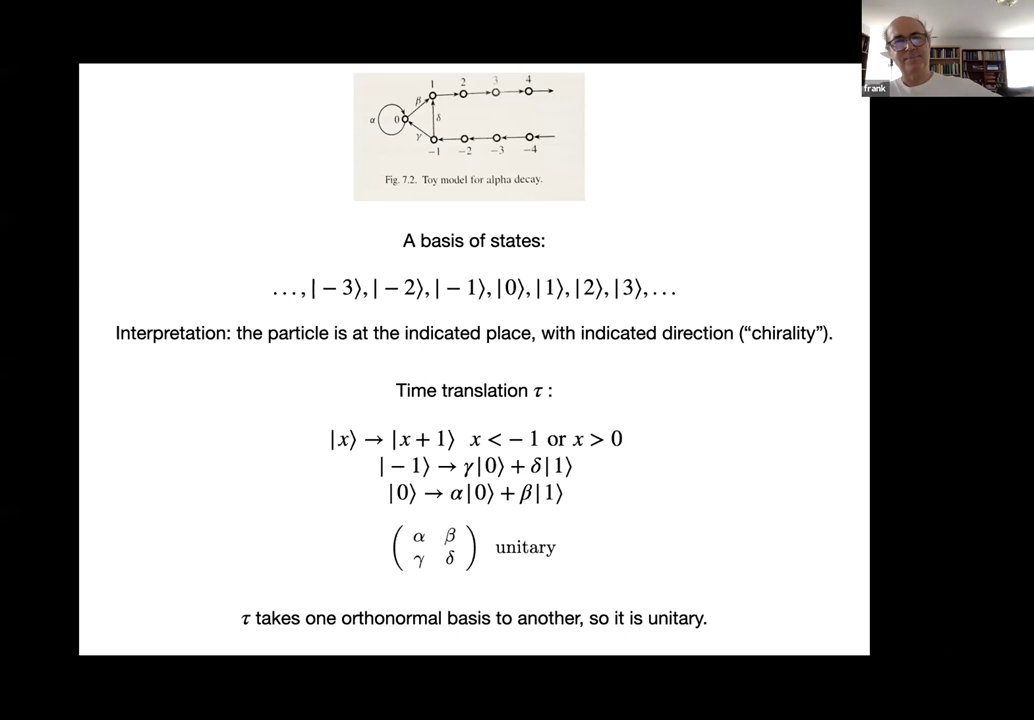 frank
1 2 3 4
β
α 0 δ
γ
−1 −2 −3 −4
Fig. 7.2. Toy model for alpha decay.
A basis of states:
…,| − 3⟩,| − 2⟩,| − 1⟩,|0⟩,|1⟩,|2⟩,|3⟩,…
Interpretation: the particle is at the indicated place, with indicated direction (“chirality”).
Time translation τ :
|x⟩ → |x + 1⟩ x < − 1 or x > 0
| − 1⟩ → γ|0⟩ + δ|1⟩
|0⟩ → α|0⟩ + β|1⟩
( α β
γ δ ) unitary
τ takes one orthonormal basis to another, so it is unitary.